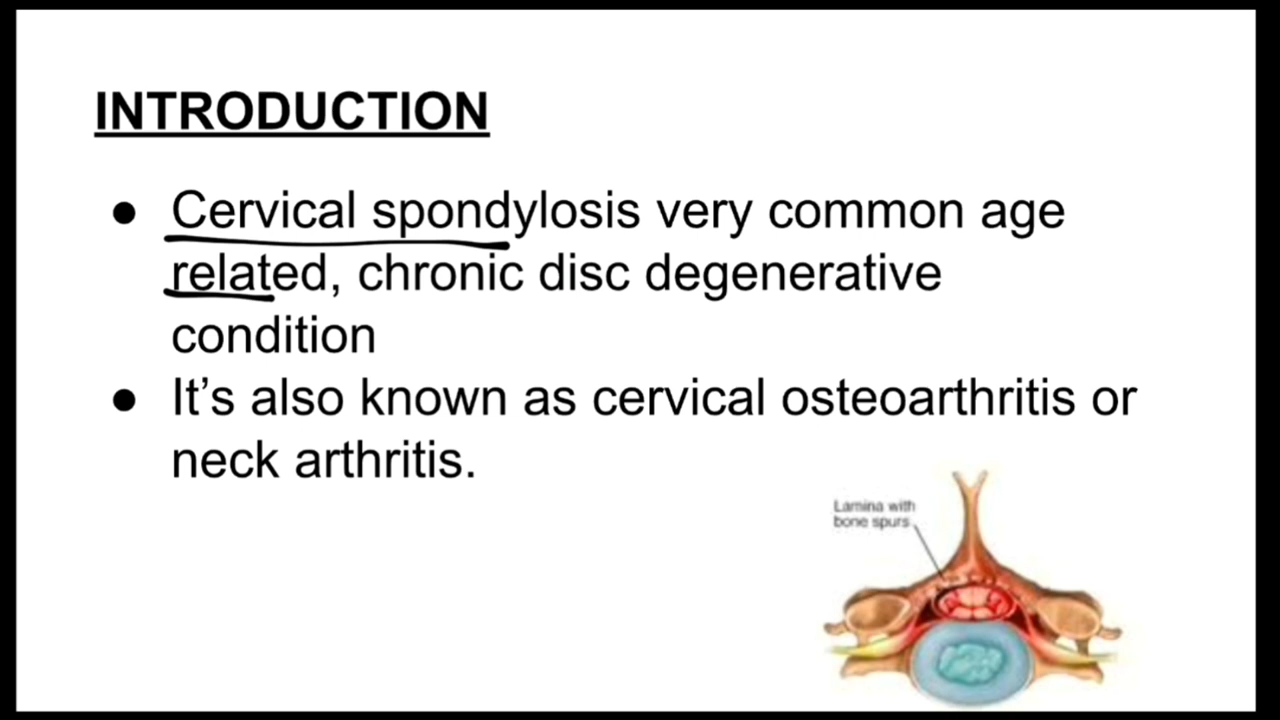 INTRODUCTION
● Cervical spondylosis very common age
related, chronic disc degenerative
condition
● It’s also known as cervical osteoarthritis or
neck arthritis.
Lamina with
bone spurs